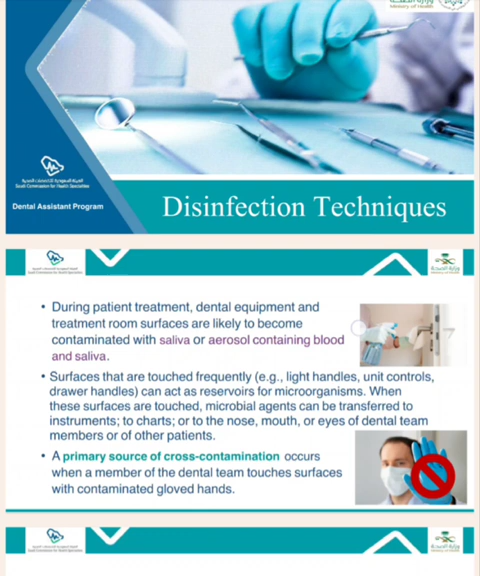 Ministry of Health
Saudi Commission for Health Specialties
Dental Assistant Program
Disinfection Techniques
• During patient treatment, dental equipment and
treatment room surfaces are likely to become
contaminated with saliva or aerosol containing blood
and saliva.
• Surfaces that are touched frequently (e.g., light handles, unit controls,
drawer handles) can act as reservoirs for microorganisms. When
these surfaces are touched, microbial agents can be transferred to
instruments; to charts; or to the nose, mouth, or eyes of dental team
members or of other patients.
• A primary source of cross-contamination occurs
when a member of the dental team touches surfaces
with contaminated gloved hands.